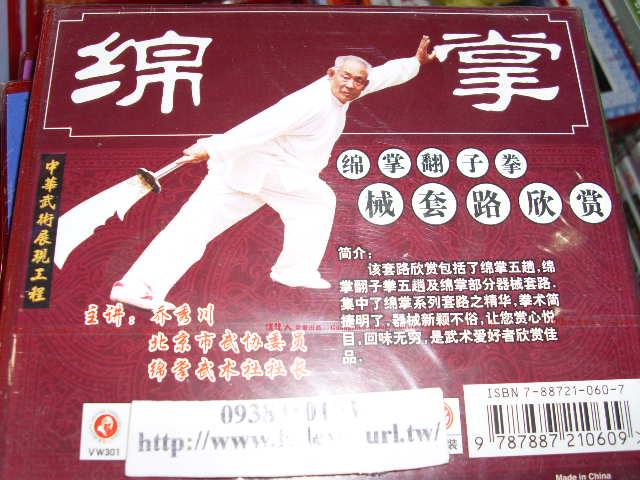 绵掌
绵掌翻子拳
械套路欣赏
中華武術展現工程
简介：
该套路欣赏包括了绵掌五趟，绵
掌翻子拳五趟及绵掌部分器械套路．
集中了绵掌系列套路之精华，拳术简
捷明了，器械新颖不俗，让您赏心悦
目，回味无穷，是武术爱好者欣赏佳
品．
主讲：乔秀川
北京市武协委员
绵掌武术社社长
ISBN 7-88721-060-7
9 787887 210609
VW301
装
Made in China